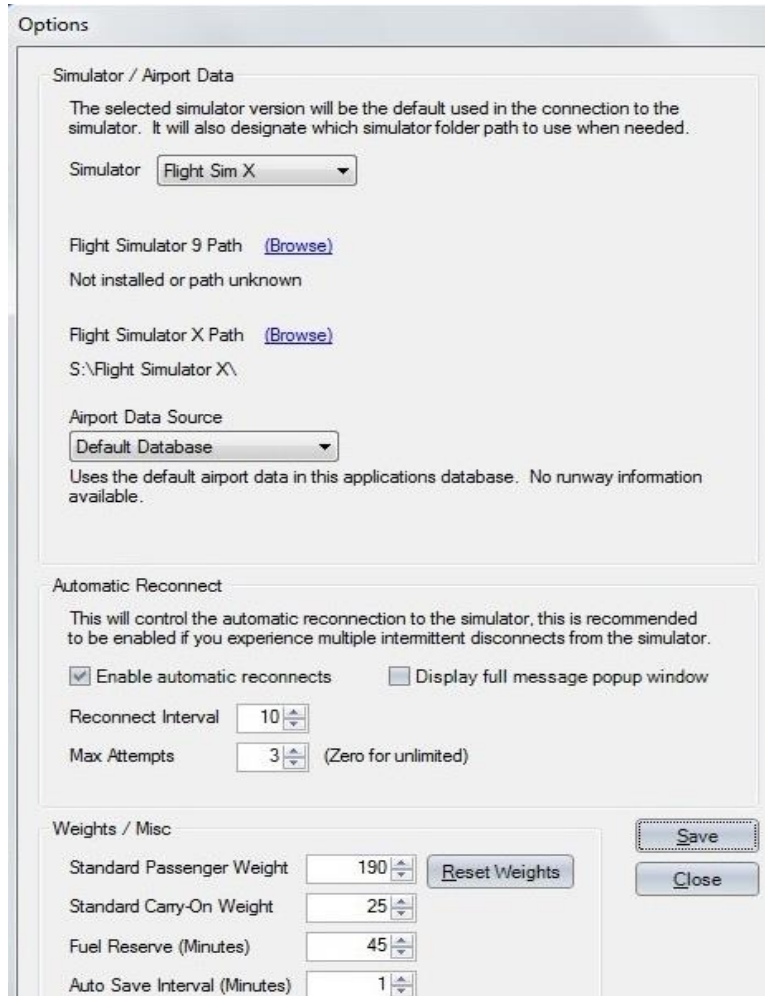 Options
Simulator / Airport Data
The selected simulator version will be the default used in the connection to the
simulator. It will also designate which simulator folder path to use when needed.
Simulator Flight Sim X
Flight Simulator 9 Path (Browse)
Not installed or path unknown
Flight Simulator X Path (Browse)
S:\Flight Simulator X\
Airport Data Source
Default Database
Uses the default airport data in this applications database. No runway information
available.
Automatic Reconnect
This will control the automatic reconnection to the simulator, this is recommended
to be enabled if you experience multiple intermittent disconnects from the simulator.
Enable automatic reconnects Display full message popup window
Reconnect Interval 10
Max Attempts 3 (Zero for unlimited)
Weights / Misc
Save
Standard Passenger Weight 190 Reset Weights
Close
Standard Carry-On Weight 25
Fuel Reserve (Minutes) 45
Auto Save Interval (Minutes) 1